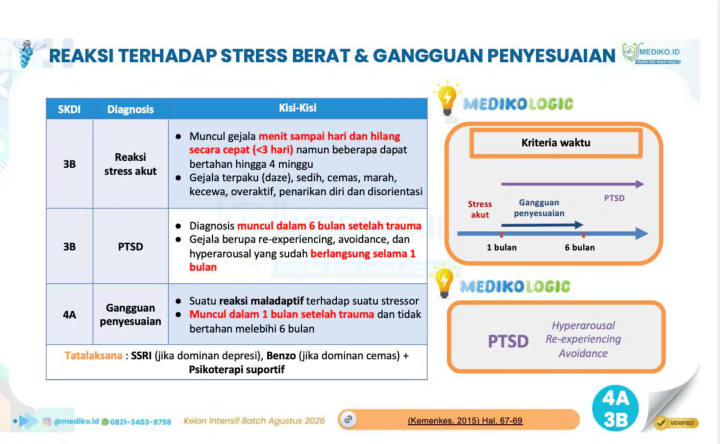 REAKSI TERHADAP STRESS BERAT & GANGGUAN PENYESUAIAN
MEDIKO.ID
SKDI
Diagnosis
Kisi-Kisi
3B
Reaksi
stress akut
● Muncul gejala menit sampai hari dan hilang
secara cepat (<3 hari) namun beberapa dapat
bertahan hingga 4 minggu
● Gejala terpaku (daze), sedih, cemas, marah,
kecewa, overaktif, penarikan diri dan disorientasi
3B
PTSD
● Diagnosis muncul dalam 6 bulan setelah trauma
● Gejala berupa re-experiencing, avoidance, dan
hyperarousal yang sudah berlangsung selama 1
bulan
4A
Gangguan
penyesuaian
● Suatu reaksi maladaptif terhadap suatu stressor
● Muncul dalam 1 bulan setelah trauma dan tidak
bertahan melebihi 6 bulan
Tatalaksana : SSRI (jika dominan depresi), Benzo (jika dominan cemas) +
Psikoterapi suportif
MEDIKOLOGIC
Kriteria waktu
PTSD
Stress
akut
Gangguan
penyesuaian
1 bulan
6 bulan
MEDIKOLOGIC
PTSD
Hyperarousal
Re-experiencing
Avoidance
4A
3B
@mediko.id
0821-3403-8758
Kelon Intensif Batch Agustus 2026
(Kemenkes, 2015) Hal. 67-69
VERIFIED